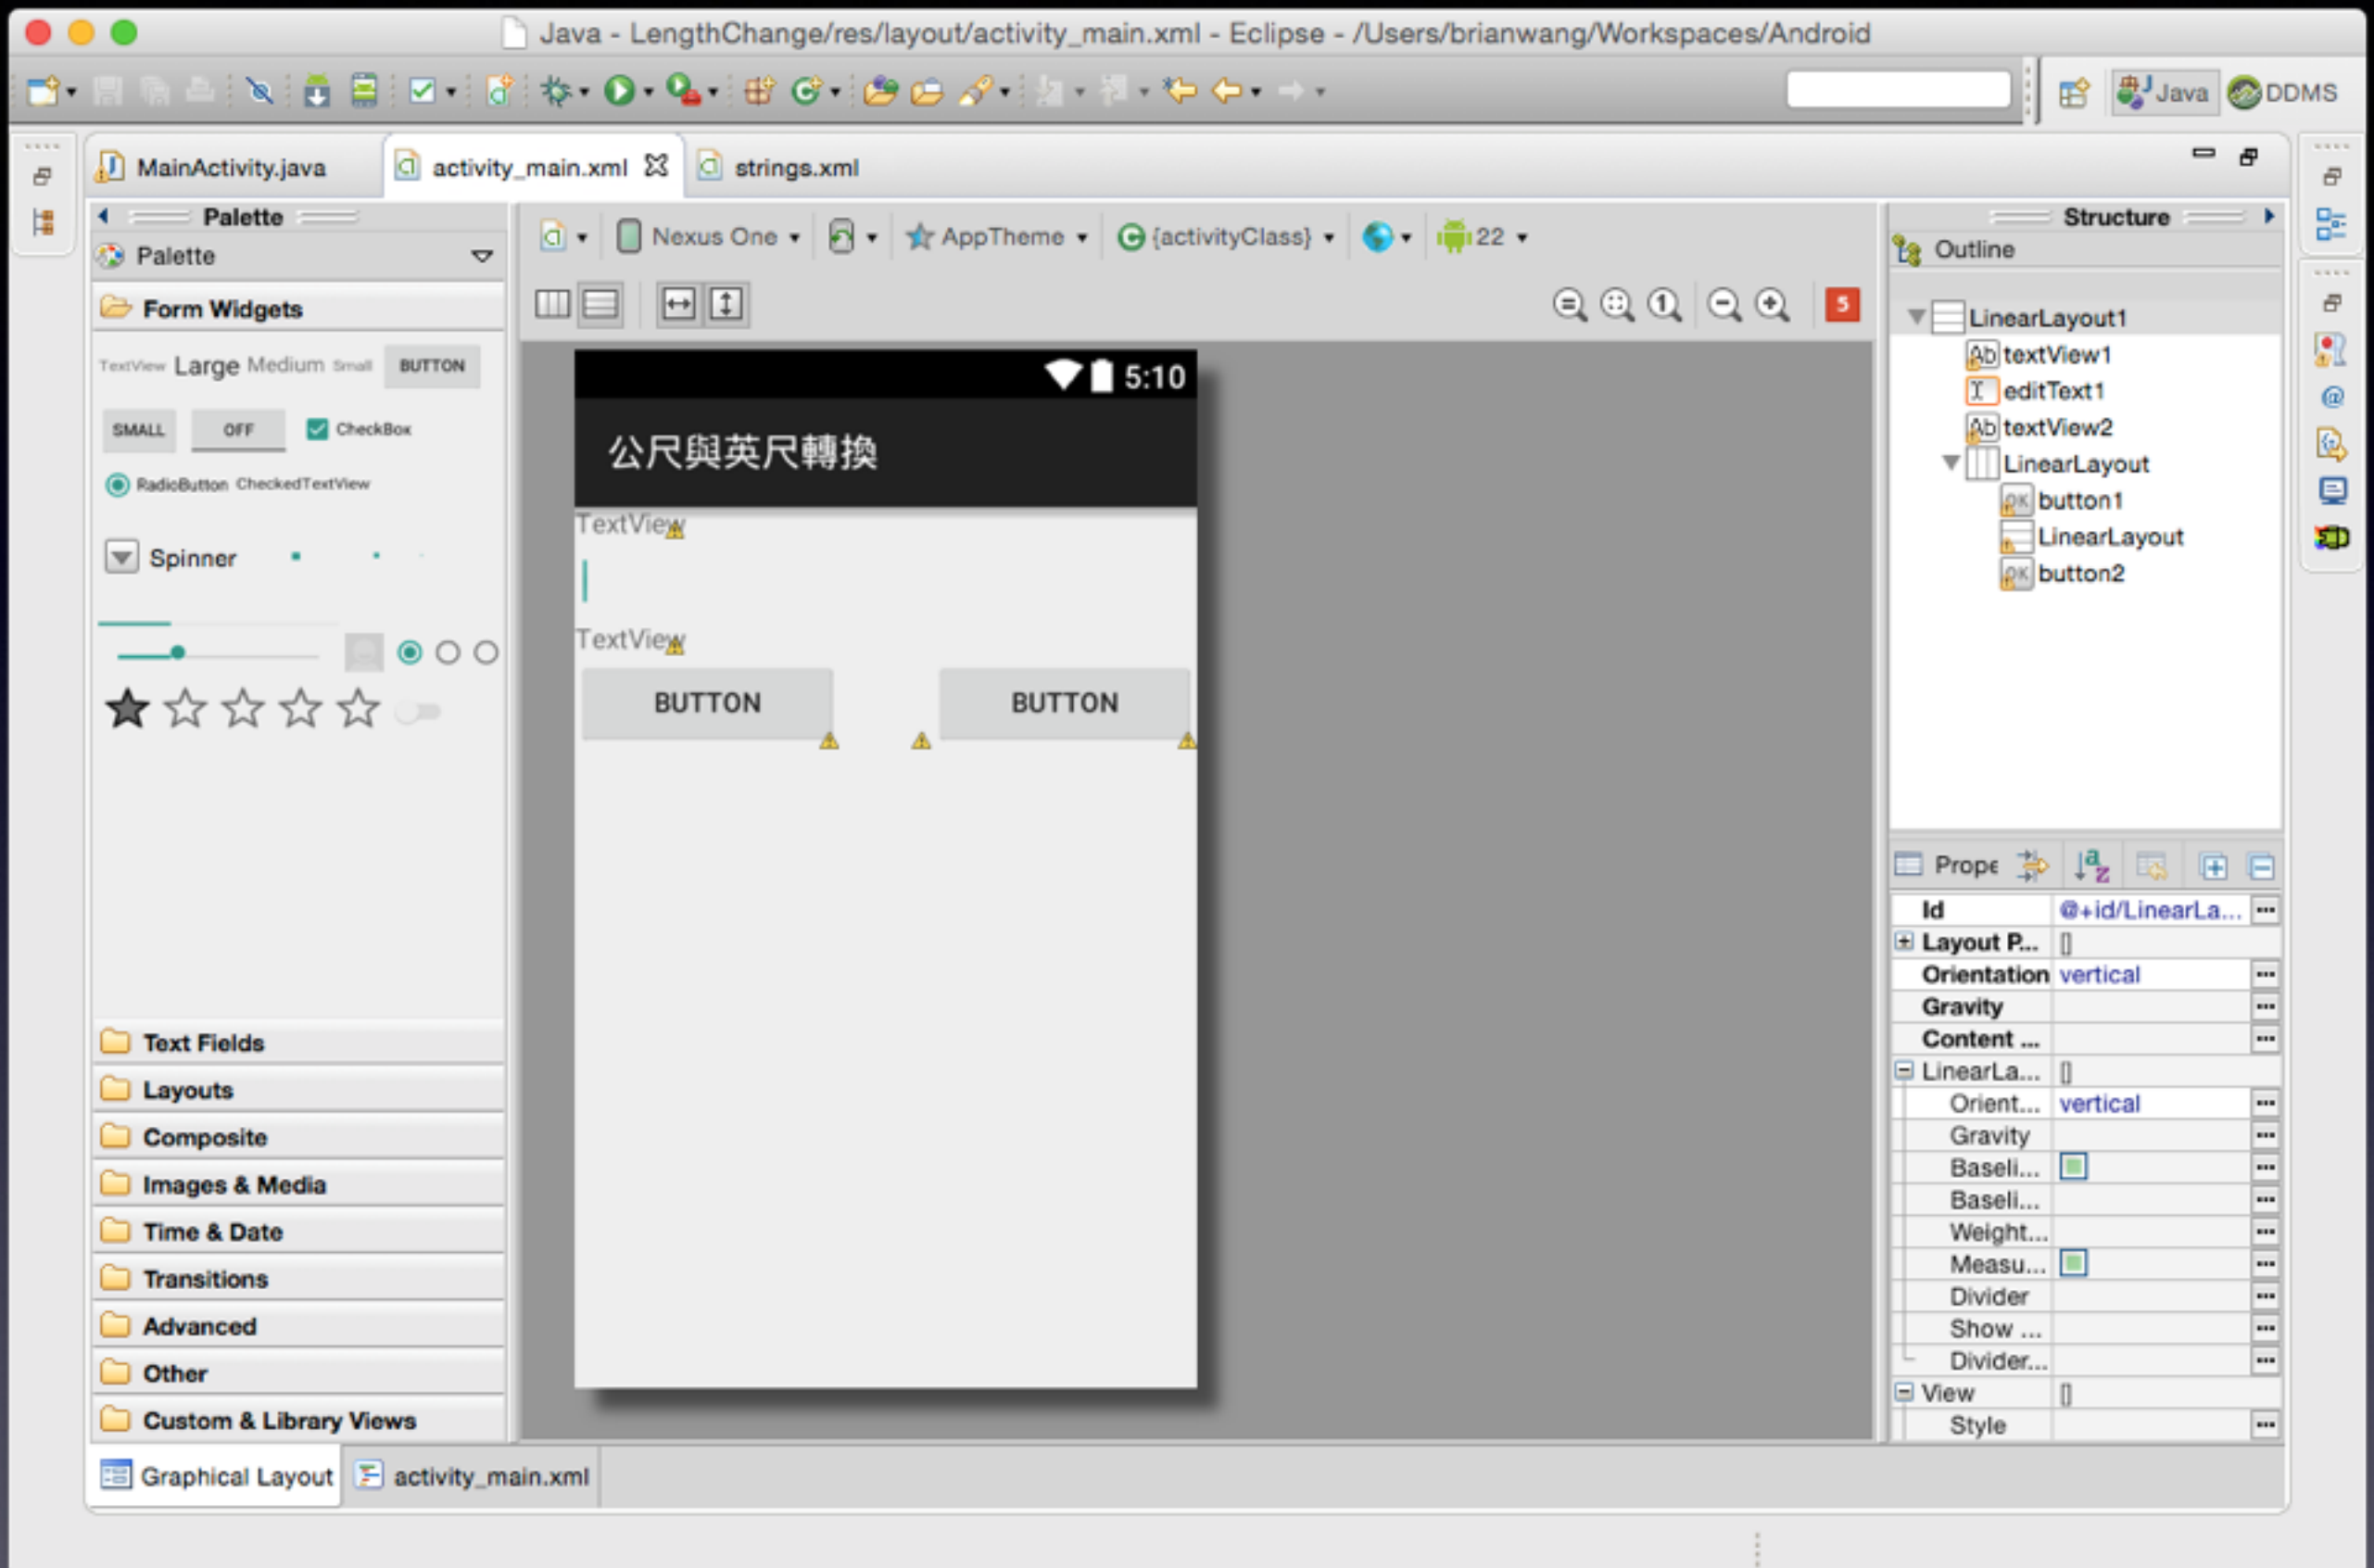 Java - LengthChange/res/layout/activity_main.xml - Eclipse - /Users/brianwang/Workspaces/Android
Java DDMS
MainActivity.java activity_main.xml strings.xml
Palette
Palette
Form Widgets
TextView Large Medium Small BUTTON
SMALL OFF CheckBox
RadioButton CheckedTextView
Spinner
Text Fields
Layouts
Composite
Images & Media
Time & Date
Transitions
Advanced
Other
Custom & Library Views
Graphical Layout activity_main.xml
Nexus One AppTheme {activityClass} 22
1 5
5:10
公尺與英尺轉換
TextView
TextView
BUTTON BUTTON
Structure
Outline
LinearLayout1
Ab textView1
editText1
Ab textView2
LinearLayout
OK button1
LinearLayout
OK button2
Prope
Id @+id/LinearLa...
Layout P... []
Orientation vertical
Gravity
Content ...
LinearLa... []
Orient... vertical
Gravity
Baseli...
Baseli...
Weight...
Measu...
Divider
Show ...
Divider...
View []
Style